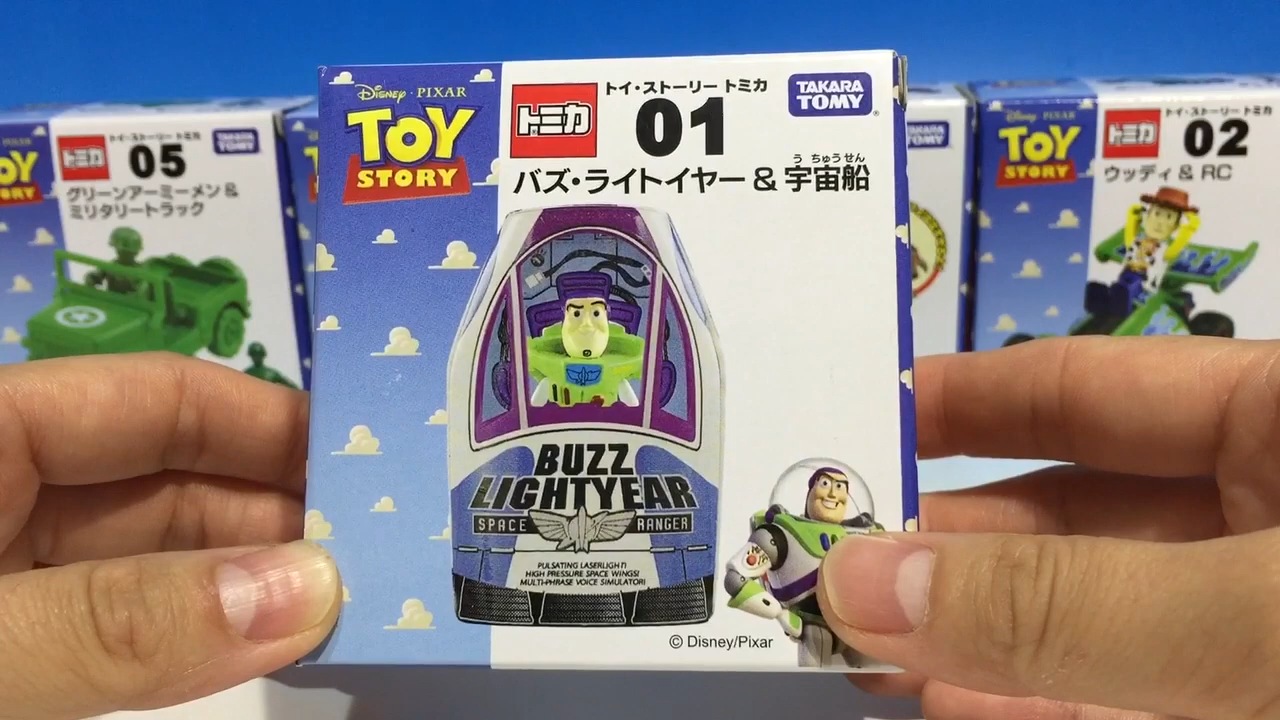 Disney · PIXAR
TOY
STORY
トミカ
トイ・ストーリー トミカ
01
TAKARA
TOMY
うちゅうせん
バズ・ライトイヤー & 宇宙船
BUZZ
LIGHTYEAR
SPACE RANGER
PULSATING LASERLIGHT!
HIGH PRESSURE SPACE WINGS!
MULTI-PHRASE VOICE SIMULATOR!
© Disney/Pixar
トミカ
トイ・ストーリー トミカ
05
TAKARA
TOMY
グリーンアーミーメン &
ミリタリートラック
STORY
TAKARA
TOMY
Disney · PIXAR
TOY
STORY
トミカ
トイ・ストーリー トミカ
02
ウッディ & RC